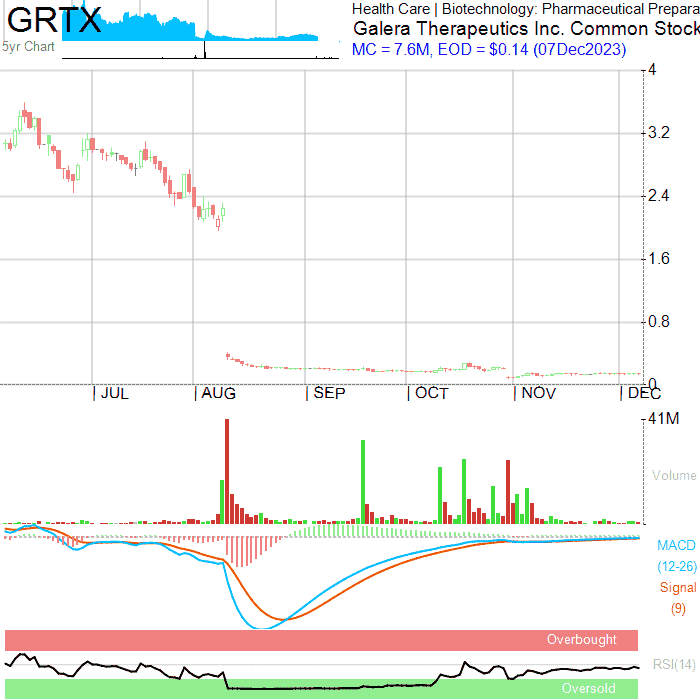 GRTX
5yr Chart
Health Care | Biotechnology: Pharmaceutical Prepara
Galera Therapeutics Inc. Common Stock
MC = 7.6M, EOD = $0.14 (07Dec2023)
4
3.2
2.4
1.6
0.8
0
JUL
AUG
SEP
OCT
NOV
DEC
41M
Volume
MACD
(12-26)
Signal
(9)
Overbought
RSI(14)
Oversold